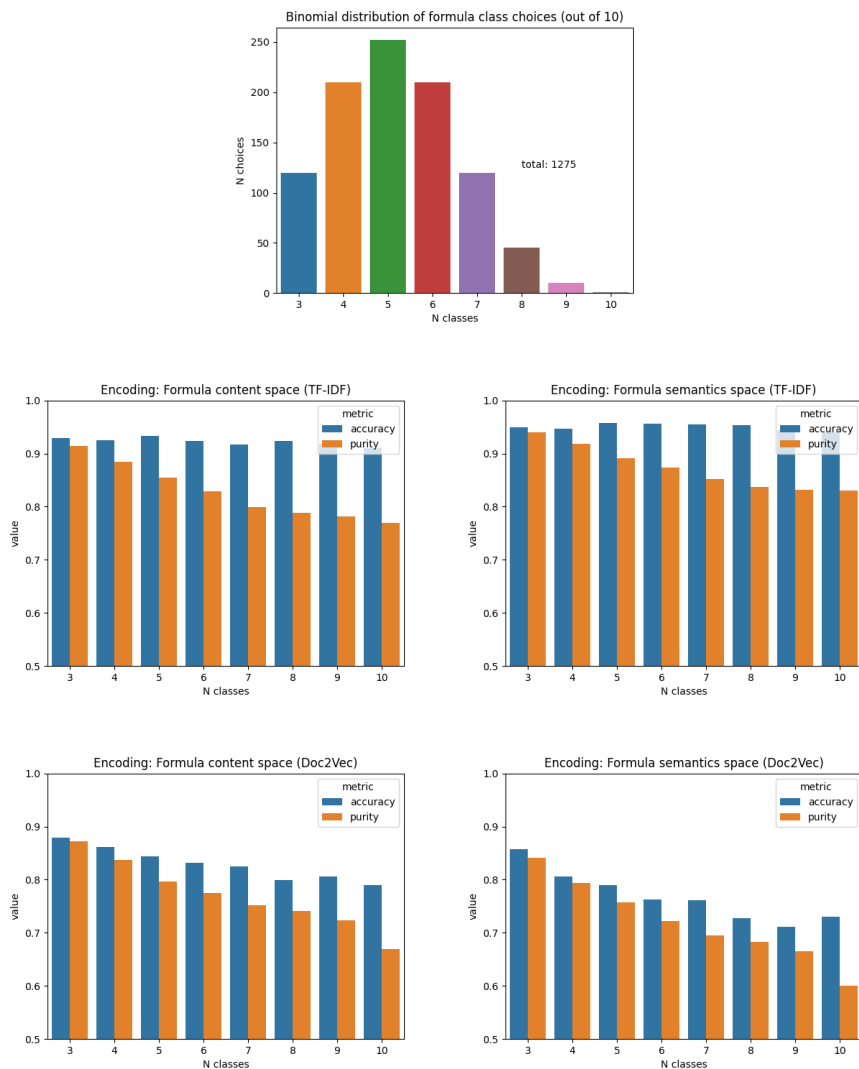 Binomial distribution of formula class choices (out of 10)
250
200
150
100
50
0
N choices
total: 1275
3 4 5 6 7 8 9 10
N classes
Encoding: Formula content space (TF-IDF)
1.0
0.9
0.8
0.7
0.6
0.5
value
metric
accuracy
purity
3 4 5 6 7 8 9 10
N classes
Encoding: Formula semantics space (TF-IDF)
1.0
0.9
0.8
0.7
0.6
0.5
value
metric
accuracy
purity
3 4 5 6 7 8 9 10
N classes
Encoding: Formula content space (Doc2Vec)
1.0
0.9
0.8
0.7
0.6
0.5
value
metric
accuracy
purity
3 4 5 6 7 8 9 10
N classes
Encoding: Formula semantics space (Doc2Vec)
1.0
0.9
0.8
0.7
0.6
0.5
value
metric
accuracy
purity
3 4 5 6 7 8 9 10
N classes